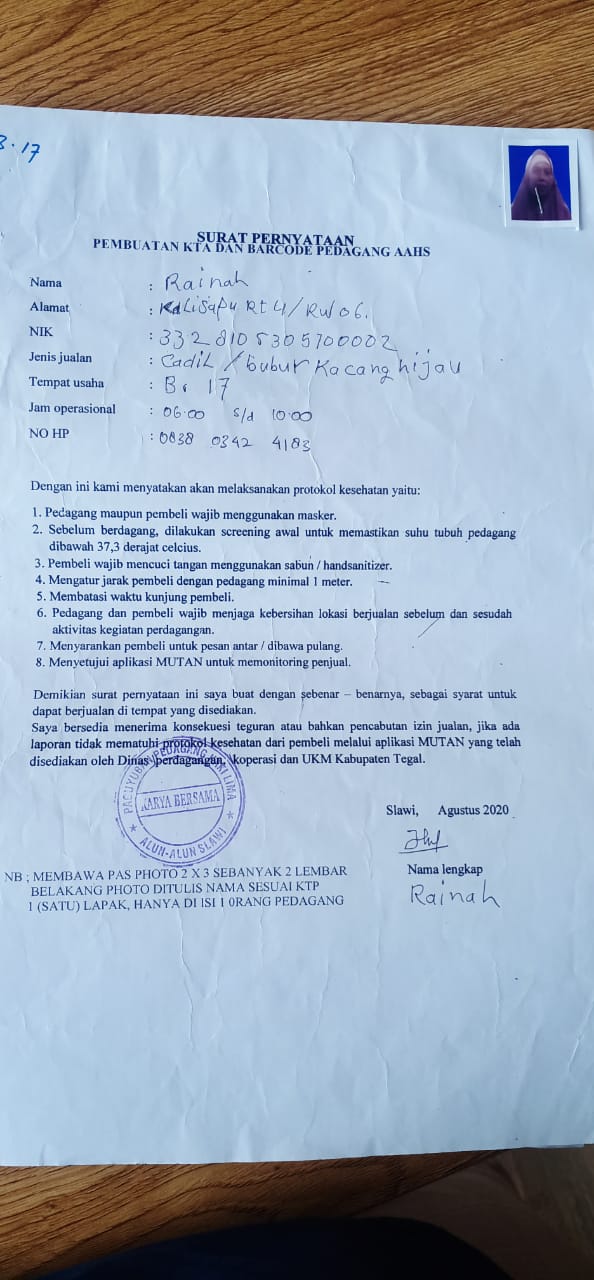 B.17
SURAT PERNYATAAN
PEMBUATAN KTA DAN BARCODE PEDAGANG AAHS
Nama : Rainah
Alamat : Kalisapu Rt 4/Rw 06.
NIK : 3328105305700002
Jenis jualan : Cadil / bubur Kacang hijau
Tempat usaha : B. 17
Jam operasional : 06.00 s/d 10.00
NO HP : 0838 0342 4183
Dengan ini kami menyatakan akan melaksanakan protokol kesehatan yaitu:
1. Pedagang maupun pembeli wajib menggunakan masker.
2. Sebelum berdagang, dilakukan screening awal untuk memastikan suhu tubuh pedagang
dibawah 37,3 derajat celcius.
3. Pembeli wajib mencuci tangan menggunakan sabun / handsanitizer.
4. Mengatur jarak pembeli dengan pedagang minimal 1 meter.
5. Membatasi waktu kunjung pembeli.
6. Pedagang dan pembeli wajib menjaga kebersihan lokasi berjualan sebelum dan sesudah
aktivitas kegiatan perdagangan.
7. Menyarankan pembeli untuk pesan antar / dibawa pulang.
8. Menyetujui aplikasi MUTAN untuk memonitoring penjual.
Demikian surat pernyataan ini saya buat dengan sebenar – benarnya, sebagai syarat untuk
dapat berjualan di tempat yang disediakan.
Saya bersedia menerima konsekuesi teguran atau bahkan pencabutan izin jualan, jika ada
laporan tidak mematuhi protokol kesehatan dari pembeli melalui aplikasi MUTAN yang telah
disediakan oleh Dinas perdagangan, koperasi dan UKM Kabupaten Tegal.
PAGUYUBAN PEDAGANG KAKI LIMA
KARYA BERSAMA
ALUN-ALUN SLAWI
Slawi, Agustus 2020
Nama lengkap
Rainah
NB ; MEMBAWA PAS PHOTO 2 X 3 SEBANYAK 2 LEMBAR
BELAKANG PHOTO DITULIS NAMA SESUAI KTP
1 (SATU) LAPAK, HANYA DI ISI 1 0RANG PEDAGANG